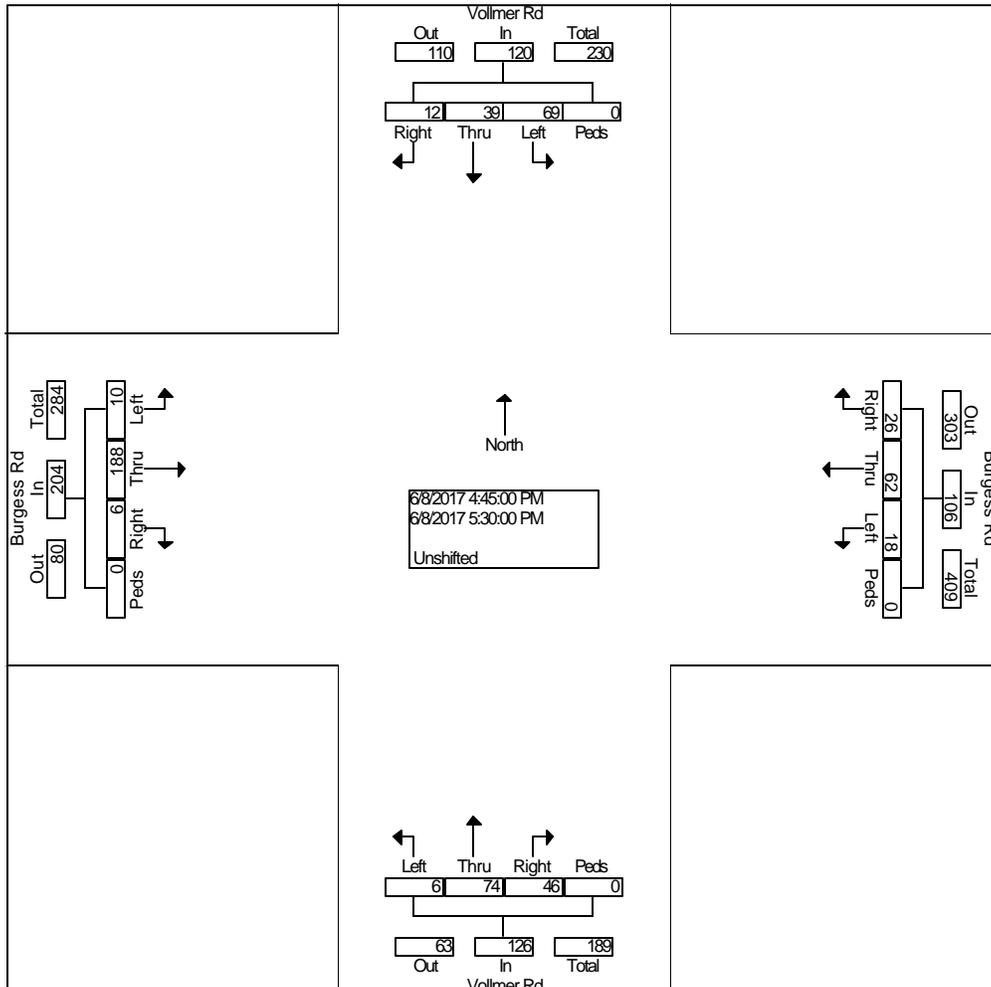 Vollmer Rd
Out In Total
110 120 230
12 39 69 0
Right Thru Left Peds
Burgess Rd
Total In Out
284 204 80
10 188 6 0
Left Thru Right Peds
North
6/8/2017 4:45:00 PM
6/8/2017 5:30:00 PM
Unshifted
Right Thru Left Peds
26 62 18 0
303 106 409
Out In Total
Burgess Rd
Left Thru Right Peds
6 74 46 0
63 126 189
Out In Total
Vollmer Rd